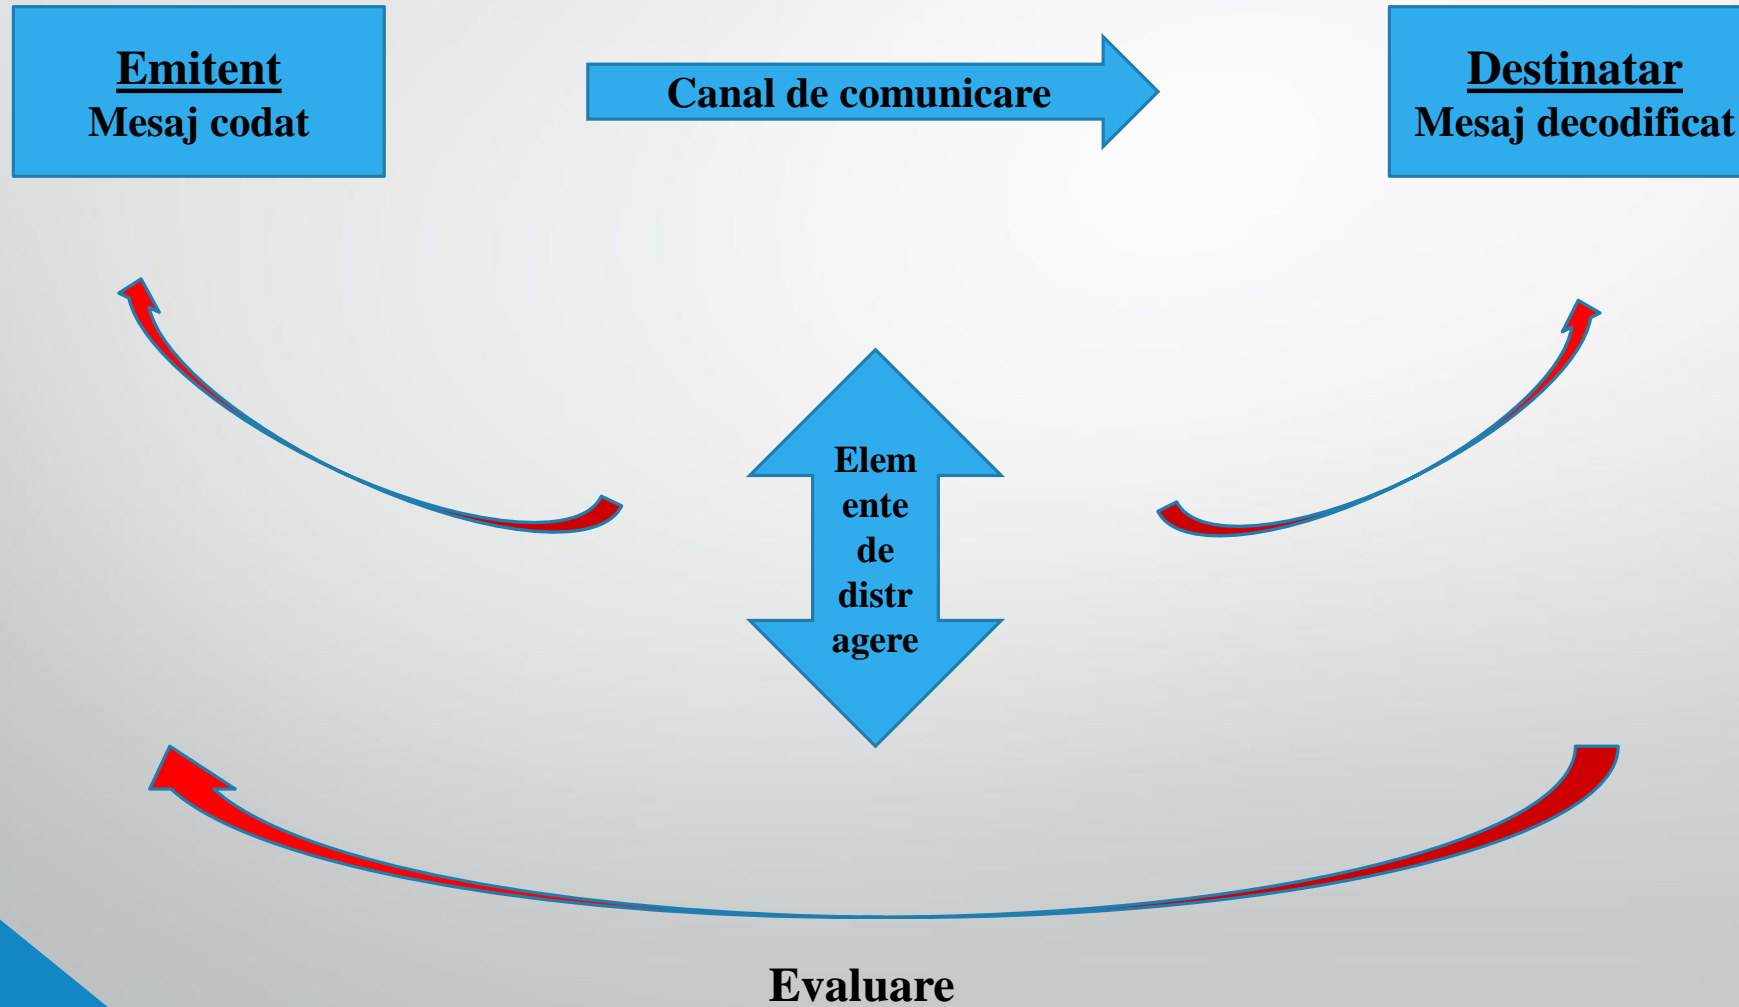 Emitent
Mesaj codat
Canal de comunicare
Destinatar
Mesaj decodificat
Elem
ente
de
distr
agere
Evaluare